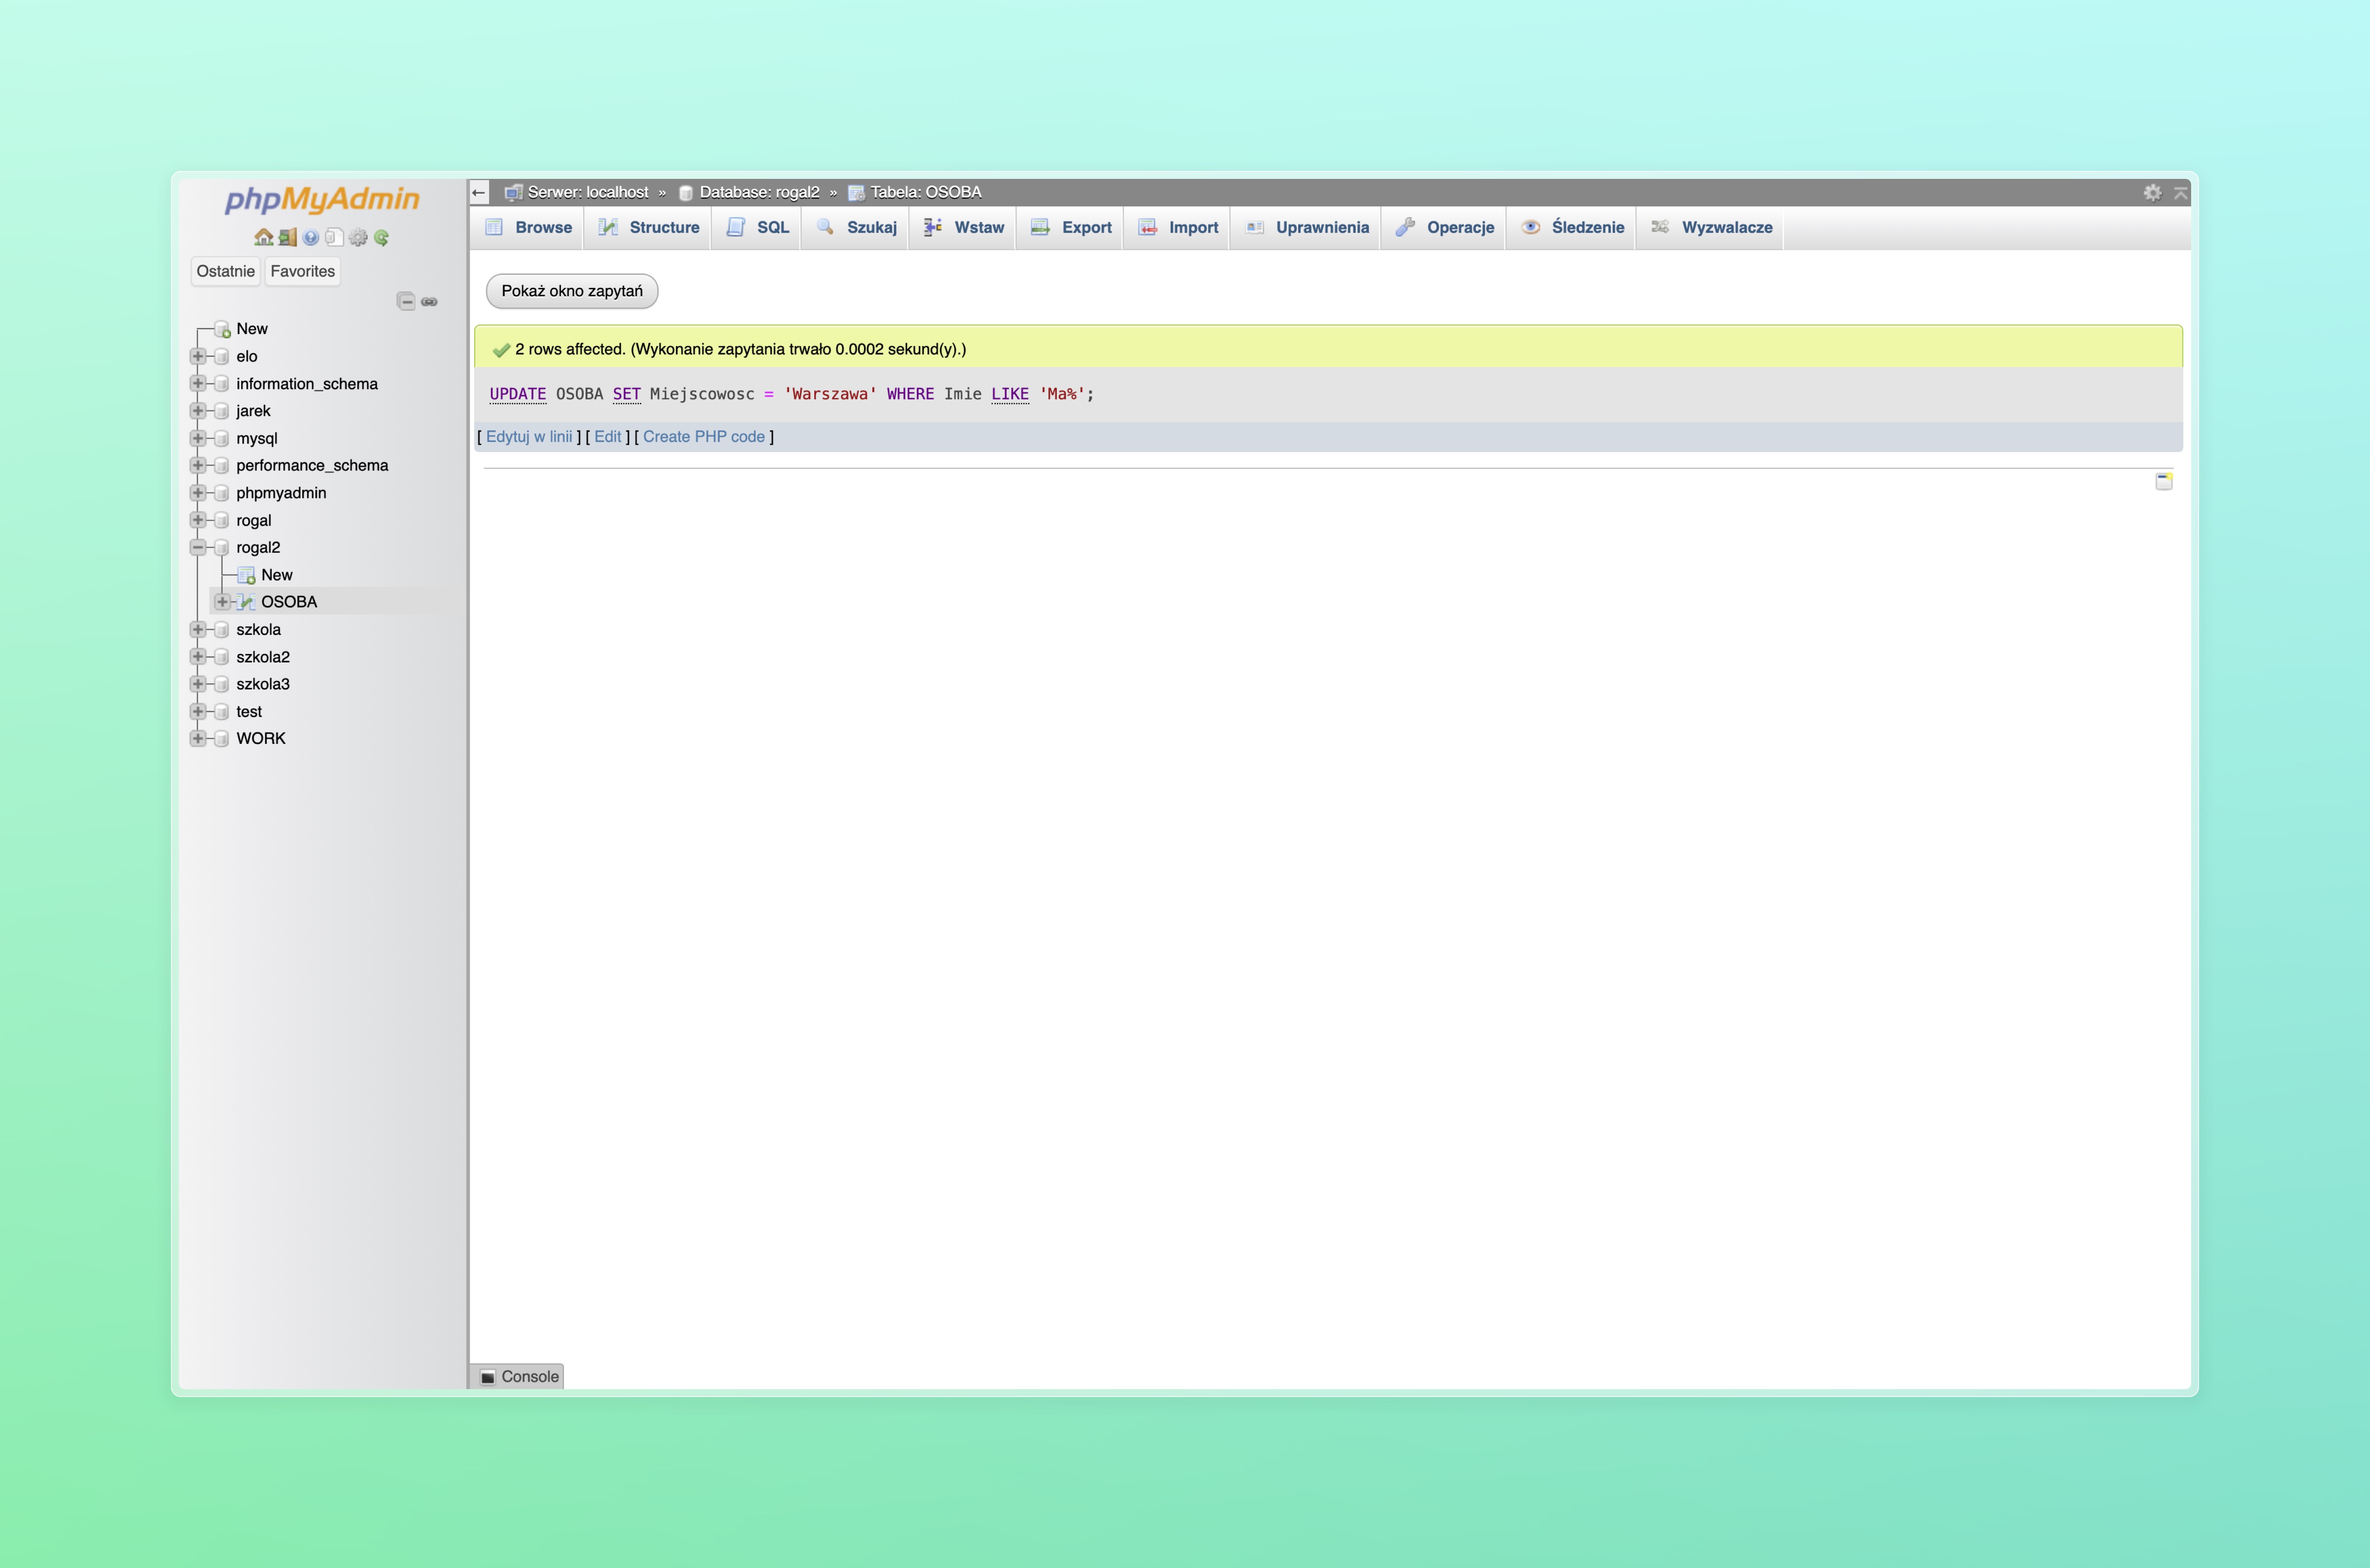 phpMyAdmin
Ostatnie Favorites
New
elo
information_schema
jarek
mysql
performance_schema
phpmyadmin
rogal
rogal2
New
OSOBA
szkola
szkola2
szkola3
test
WORK
Serwer: localhost » Database: rogal2 » Tabela: OSOBA
Browse Structure SQL Szukaj Wstaw Export Import Uprawnienia Operacje Śledzenie Wyzwalacze
Pokaż okno zapytań
2 rows affected. (Wykonanie zapytania trwało 0.0002 sekund(y).)
UPDATE OSOBA SET Miejscowosc = 'Warszawa' WHERE Imie LIKE 'Ma%';
[ Edytuj w linii ] [ Edit ] [ Create PHP code ]
Console